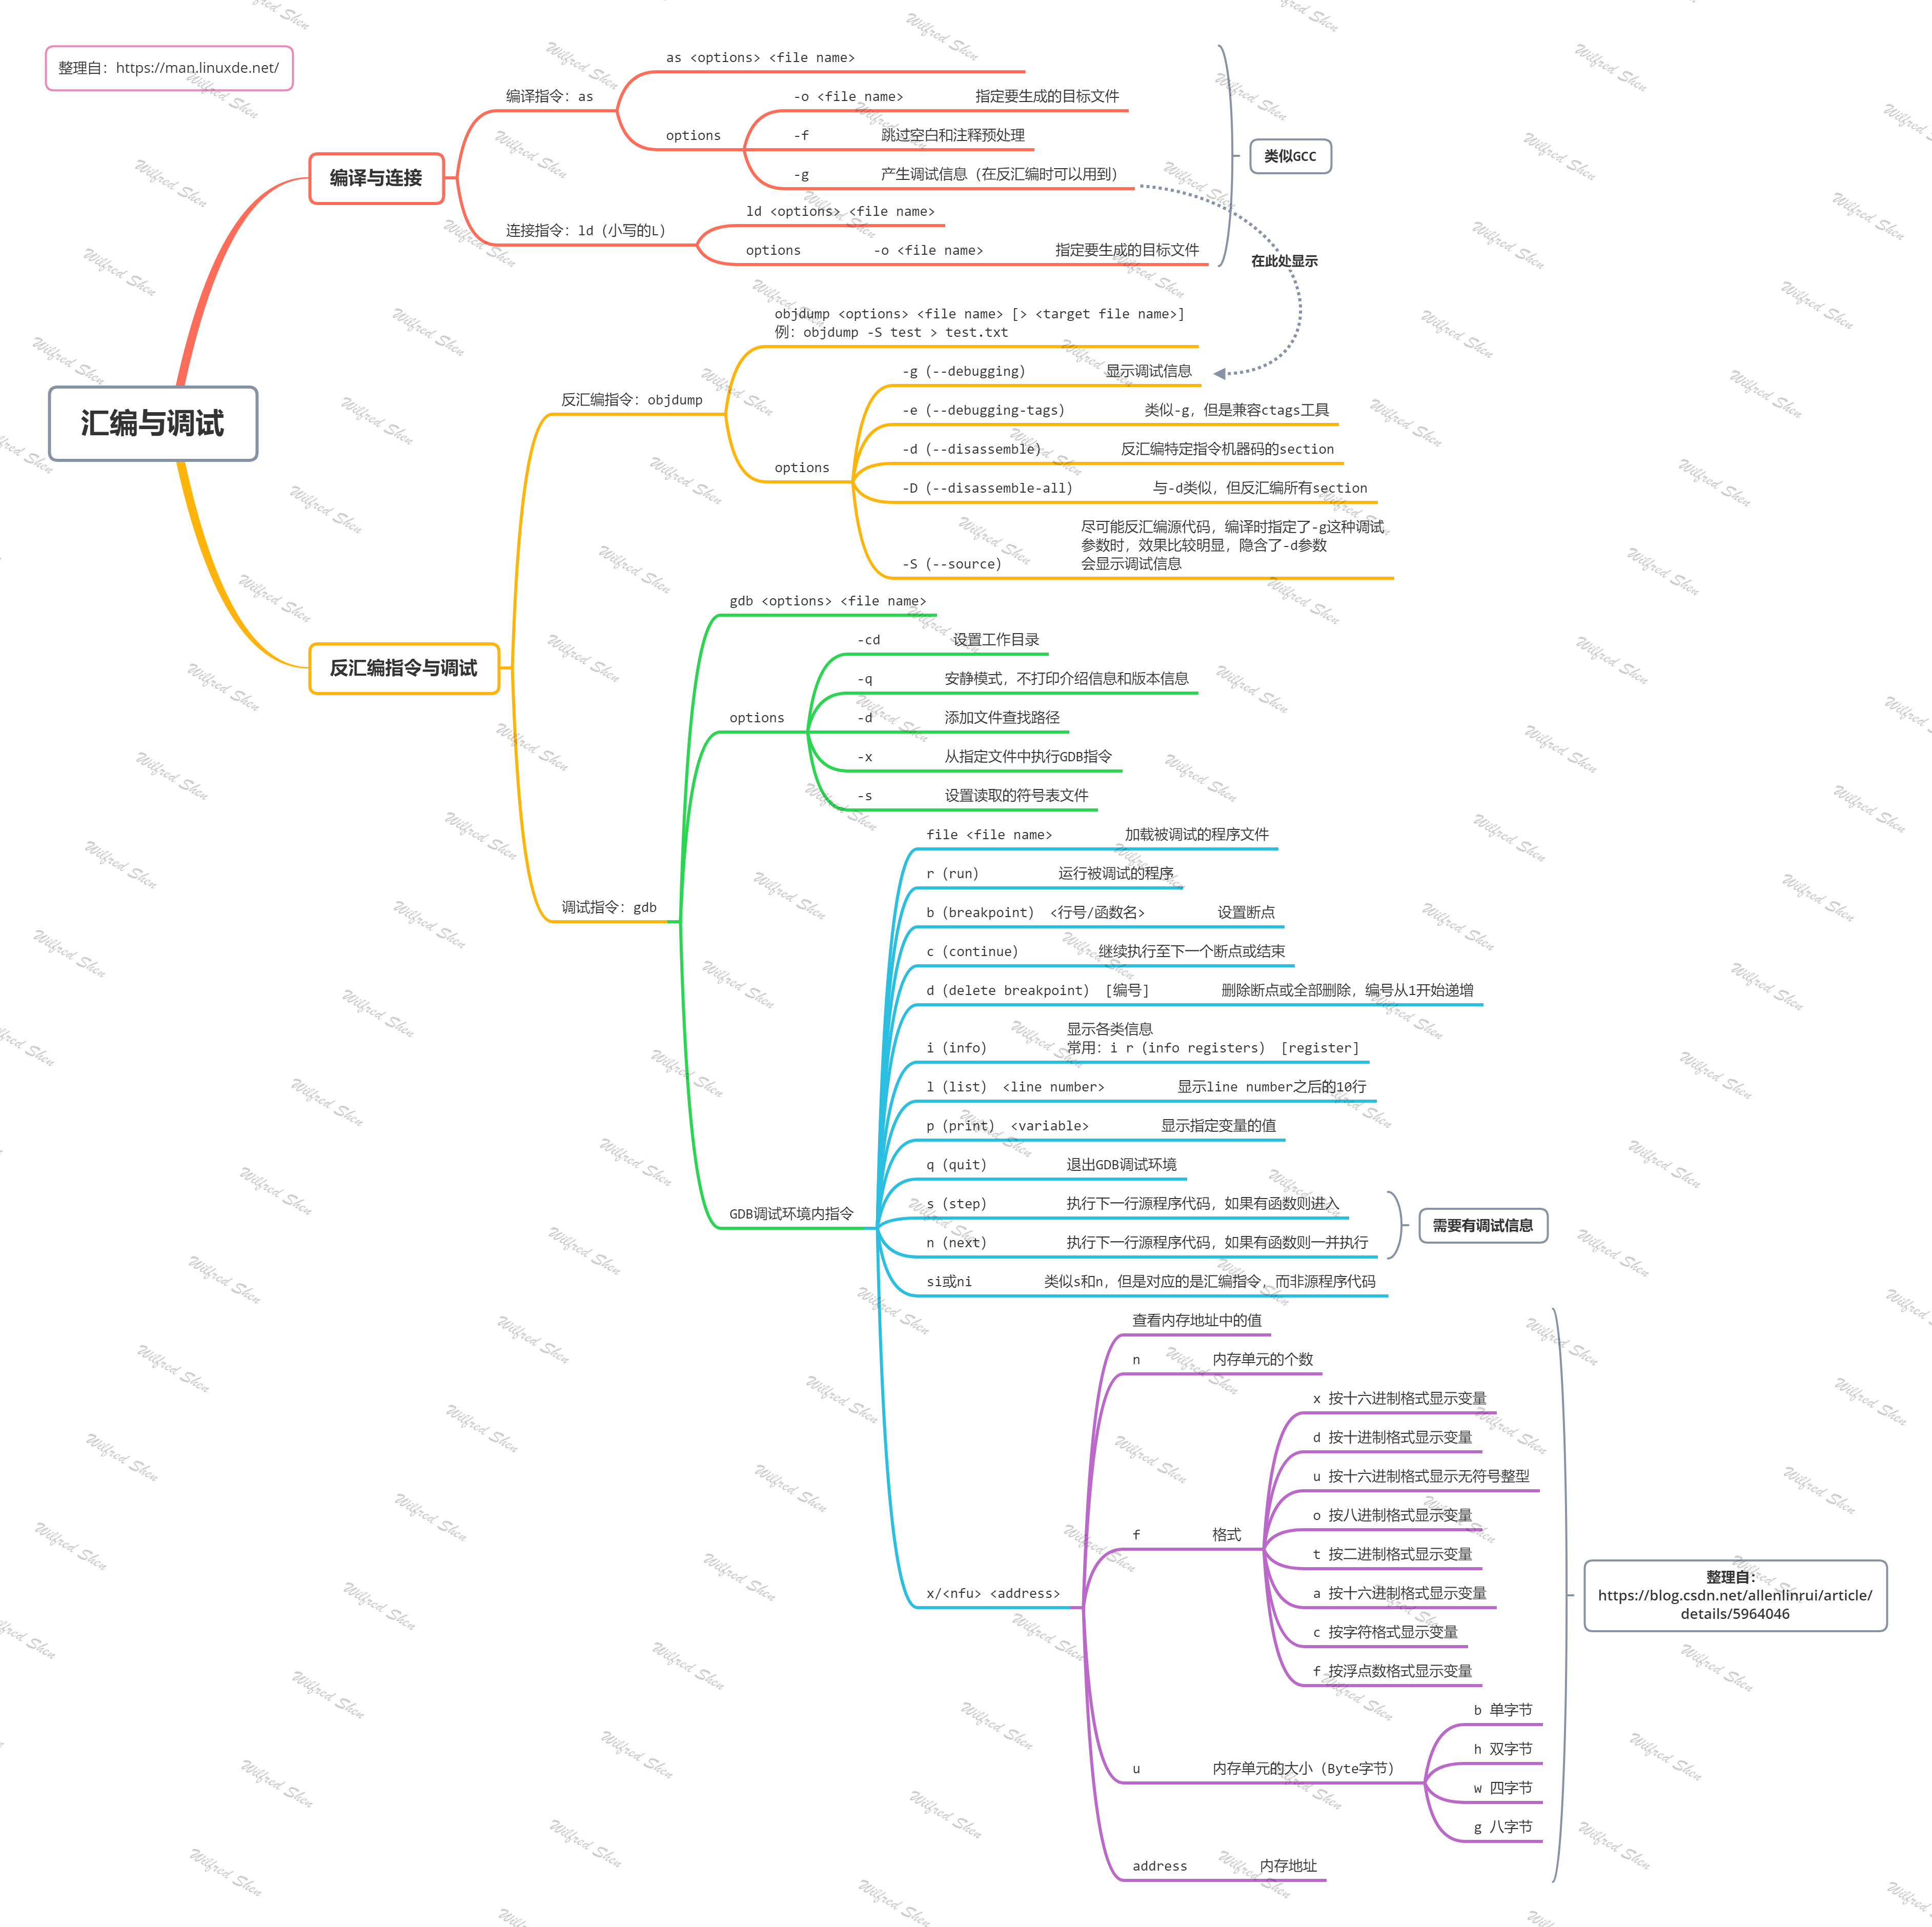 整理自：https://man.linuxde.net/
汇编与调试
编译与连接
编译指令：as
as <options> <file name>
options
-o <file name> 指定要生成的目标文件
-f 跳过空白和注释预处理
-g 产生调试信息（在反汇编时可以用到）
连接指令：ld（小写的L）
ld <options> <file name>
options -o <file name> 指定要生成的目标文件
类似GCC
在此处显示
反汇编指令与调试
反汇编指令：objdump
objdump <options> <file name> [> <target file name>]
例：objdump -S test > test.txt
options
-g（--debugging） 显示调试信息
-e（--debugging-tags） 类似-g，但是兼容ctags工具
-d（--disassemble） 反汇编特定指令机器码的section
-D（--disassemble-all） 与-d类似，但反汇编所有section
-S（--source） 尽可能反汇编源代码，编译时指定了-g这种调试
参数时，效果比较明显，隐含了-d参数
会显示调试信息
调试指令：gdb
gdb <options> <file name>
options
-cd 设置工作目录
-q 安静模式，不打印介绍信息和版本信息
-d 添加文件查找路径
-x 从指定文件中执行GDB指令
-s 设置读取的符号表文件
GDB调试环境内指令
file <file name> 加载被调试的程序文件
r（run） 运行被调试的程序
b（breakpoint） <行号/函数名> 设置断点
c（continue） 继续执行至下一个断点或结束
d（delete breakpoint） [编号] 删除断点或全部删除，编号从1开始递增
i（info） 显示各类信息
常用：i r（info registers） [register]
l（list） <line number> 显示line number之后的10行
p（print） <variable> 显示指定变量的值
q（quit） 退出GDB调试环境
s（step） 执行下一行源程序代码，如果有函数则进入
n（next） 执行下一行源程序代码，如果有函数则一并执行
需要有调试信息
si或ni 类似s和n，但是对应的是汇编指令，而非源程序代码
x/<nfu> <address>
查看内存地址中的值
n 内存单元的个数
f 格式
x 按十六进制格式显示变量
d 按十进制格式显示变量
u 按十六进制格式显示无符号整型
o 按八进制格式显示变量
t 按二进制格式显示变量
a 按十六进制格式显示变量
c 按字符格式显示变量
f 按浮点数格式显示变量
u 内存单元的大小（Byte字节）
b 单字节
h 双字节
w 四字节
g 八字节
address 内存地址
整理自：
https://blog.csdn.net/allenlinrui/article/
details/5964046
Wilfred Shen